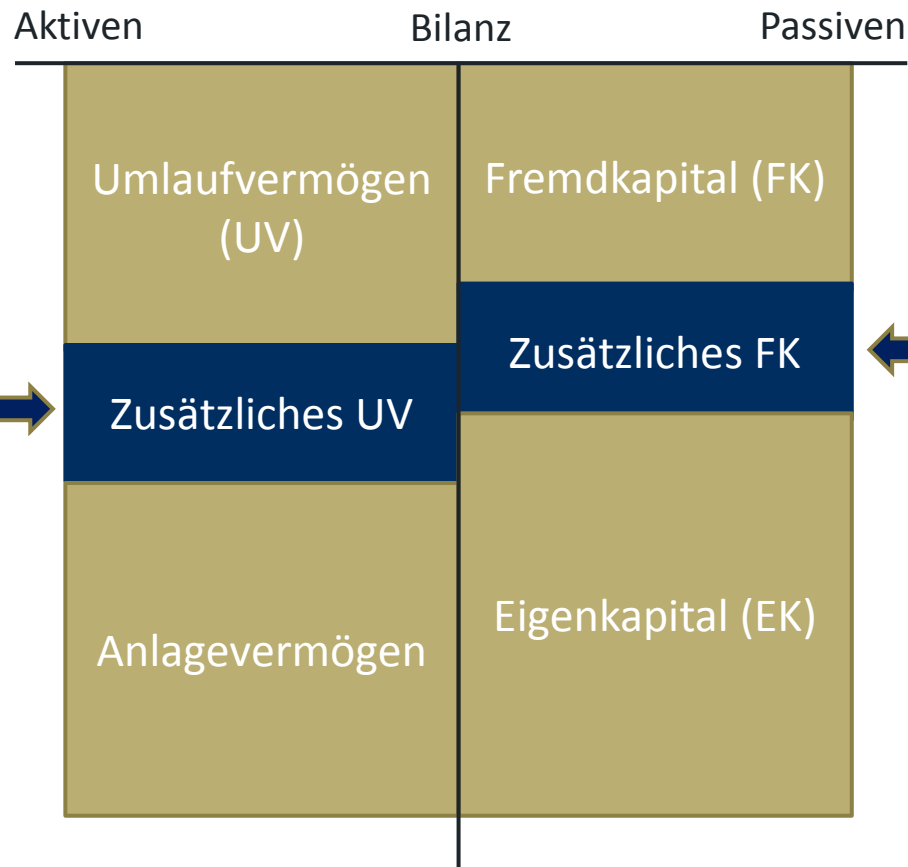 Aktiven Bilanz Passiven
Umlaufvermögen
(UV)
Fremdkapital (FK)
Zusätzliches FK
Zusätzliches UV
Anlagevermögen
Eigenkapital (EK)